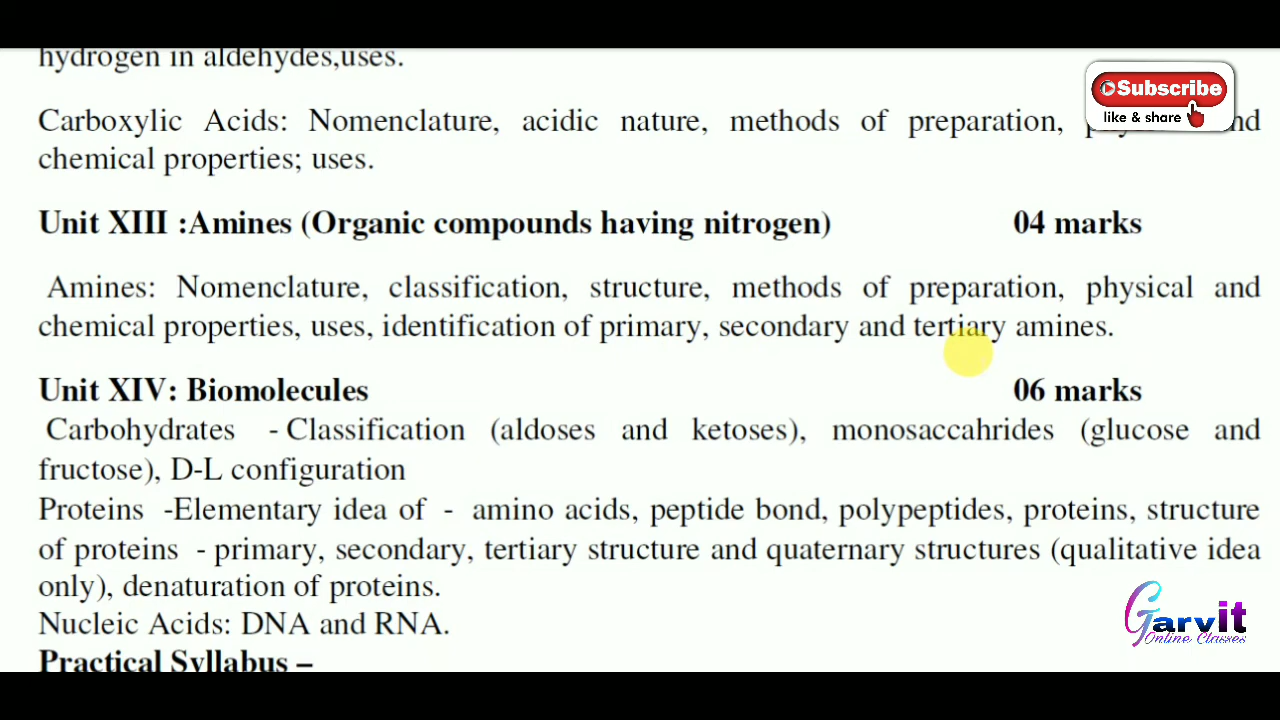 hydrogen in aldehydes,uses.
Carboxylic Acids: Nomenclature, acidic nature, methods of preparation,
chemical properties; uses.
Unit XIII :Amines (Organic compounds having nitrogen) 04 marks
Amines: Nomenclature, classification, structure, methods of preparation, physical and
chemical properties, uses, identification of primary, secondary and tertiary amines.
Unit XIV: Biomolecules 06 marks
Carbohydrates - Classification (aldoses and ketoses), monosaccahrides (glucose and
fructose), D-L configuration
Proteins -Elementary idea of - amino acids, peptide bond, polypeptides, proteins, structure
of proteins - primary, secondary, tertiary structure and quaternary structures (qualitative idea
only), denaturation of proteins.
Nucleic Acids: DNA and RNA.
Practical Syllabus –
Subscribe
like & share
Garvit
Online Classes